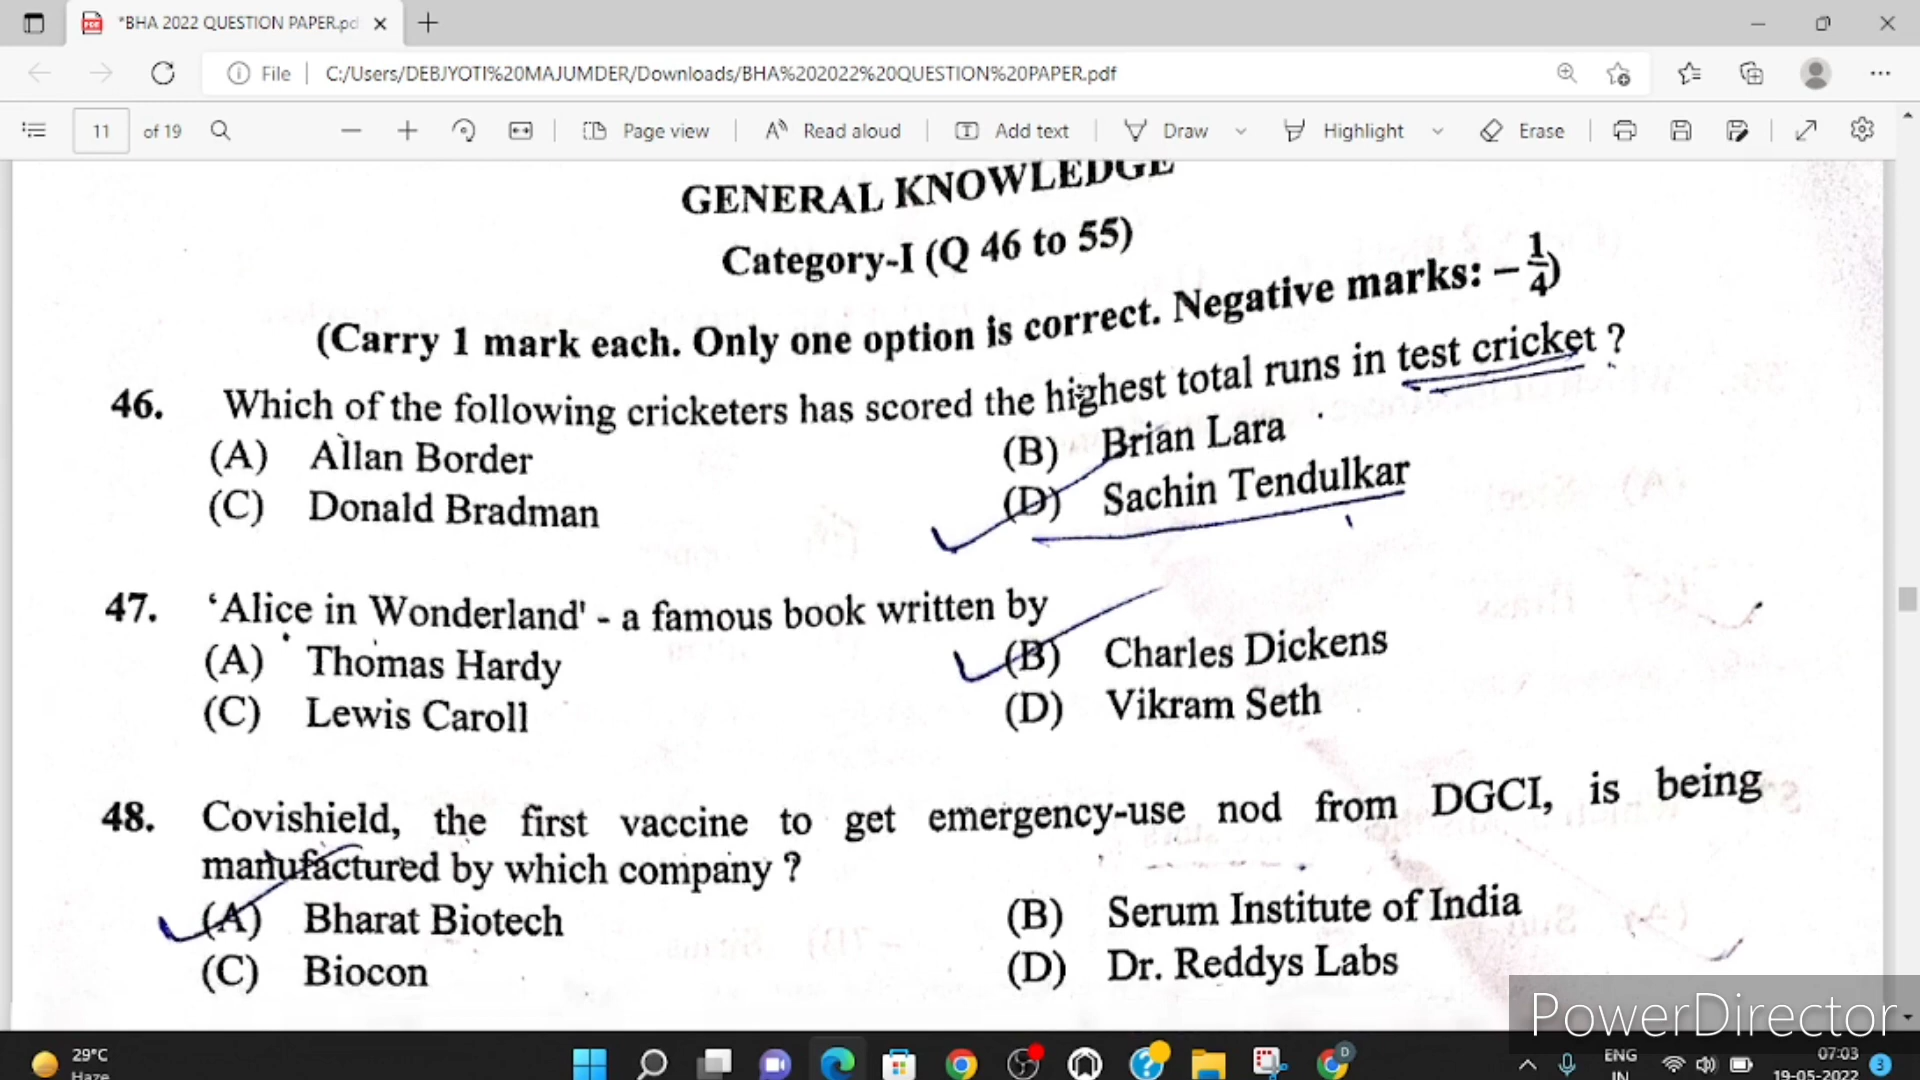 *BHA 2022 QUESTION PAPER.pd
File
C:/Users/DEBJYOTI%20MAJUMDER/Downloads/BHA%202022%20QUESTION%20PAPER.pdf
11 of 19
Page view
Read aloud
Add text
Draw
Highlight
Erase
GENERAL KNOWLEDGE
Category-I (Q 46 to 55)
(Carry 1 mark each. Only one option is correct. Negative marks: – 1/4)
46. Which of the following cricketers has scored the highest total runs in test cricket ?
(A) Allan Border
(B) Brian Lara
(C) Donald Bradman
(D) Sachin Tendulkar
47. 'Alice in Wonderland' - a famous book written by
(A) Thomas Hardy
(B) Charles Dickens
(C) Lewis Caroll
(D) Vikram Seth
48. Covishield, the first vaccine to get emergency-use nod from DGCI, is being
manufactured by which company ?
(A) Bharat Biotech
(B) Serum Institute of India
(C) Biocon
(D) Dr. Reddys Labs
PowerDirector
29°C
Haze
ENG
IN
07:03
19-05-2022
3